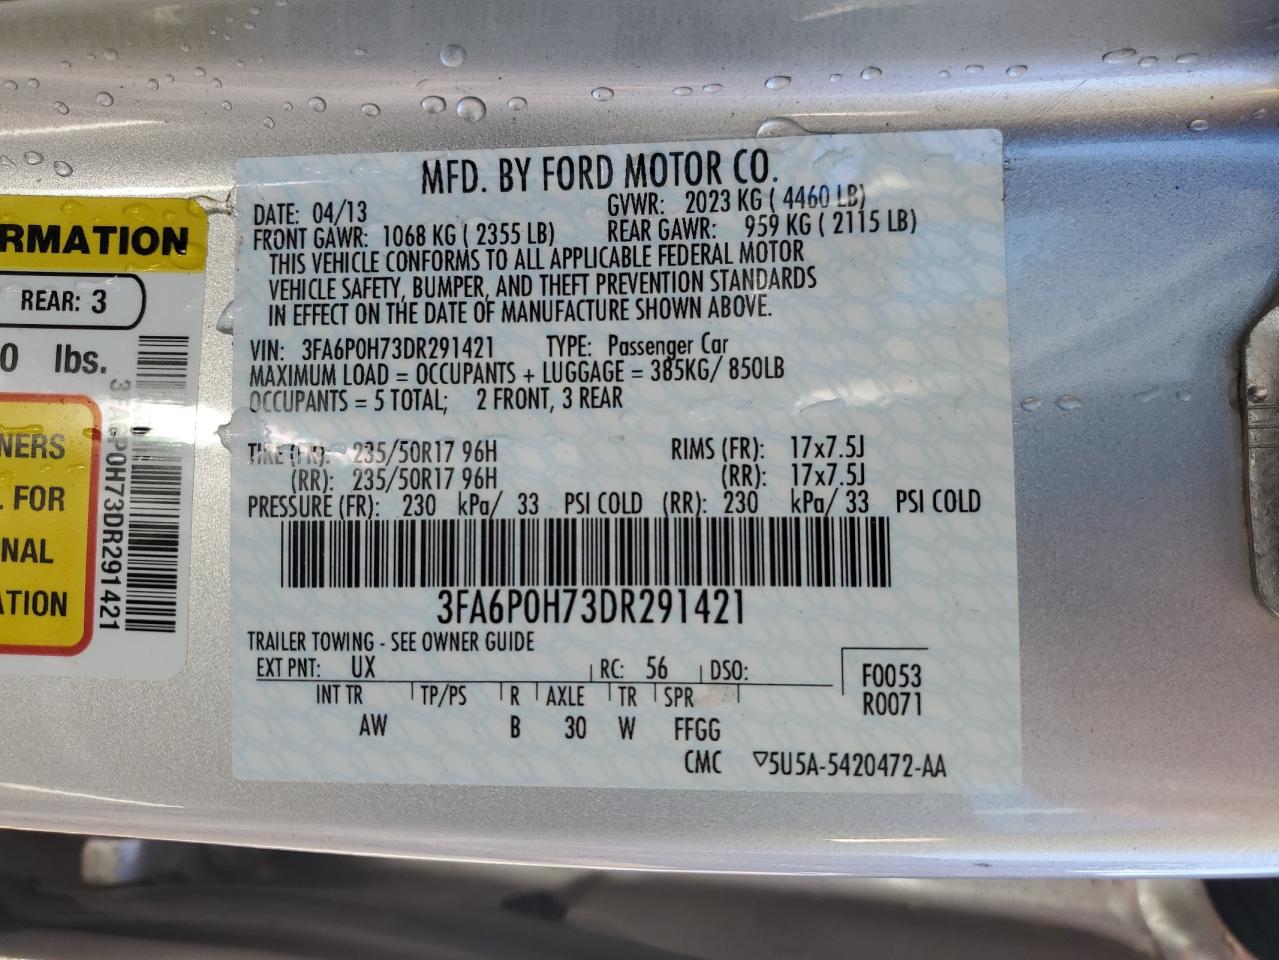 RMATION
REAR: 3
0 lbs.
NERS
FOR
NAL
TION
3FA6P0H73DR291421
MFD. BY FORD MOTOR CO.
DATE: 04/13 GVWR: 2023 KG ( 4460 LB)
FRONT GAWR: 1068 KG ( 2355 LB) REAR GAWR: 959 KG ( 2115 LB)
THIS VEHICLE CONFORMS TO ALL APPLICABLE FEDERAL MOTOR
VEHICLE SAFETY, BUMPER, AND THEFT PREVENTION STANDARDS
IN EFFECT ON THE DATE OF MANUFACTURE SHOWN ABOVE.
VIN: 3FA6P0H73DR291421 TYPE: Passenger Car
MAXIMUM LOAD = OCCUPANTS + LUGGAGE = 385KG/ 850LB
OCCUPANTS = 5 TOTAL; 2 FRONT, 3 REAR
TIRE (FR): 235/50R17 96H RIMS (FR): 17x7.5J
(RR): 235/50R17 96H (RR): 17x7.5J
PRESSURE (FR): 230 kPa/ 33 PSI COLD (RR): 230 kPa/ 33 PSI COLD
3FA6P0H73DR291421
TRAILER TOWING - SEE OWNER GUIDE
EXT PNT: UX RC: 56 DSO: F0053
INT TR TP/PS R AXLE TR SPR R0071
AW B 30 W FFGG
CMC ▽5U5A-5420472-AA